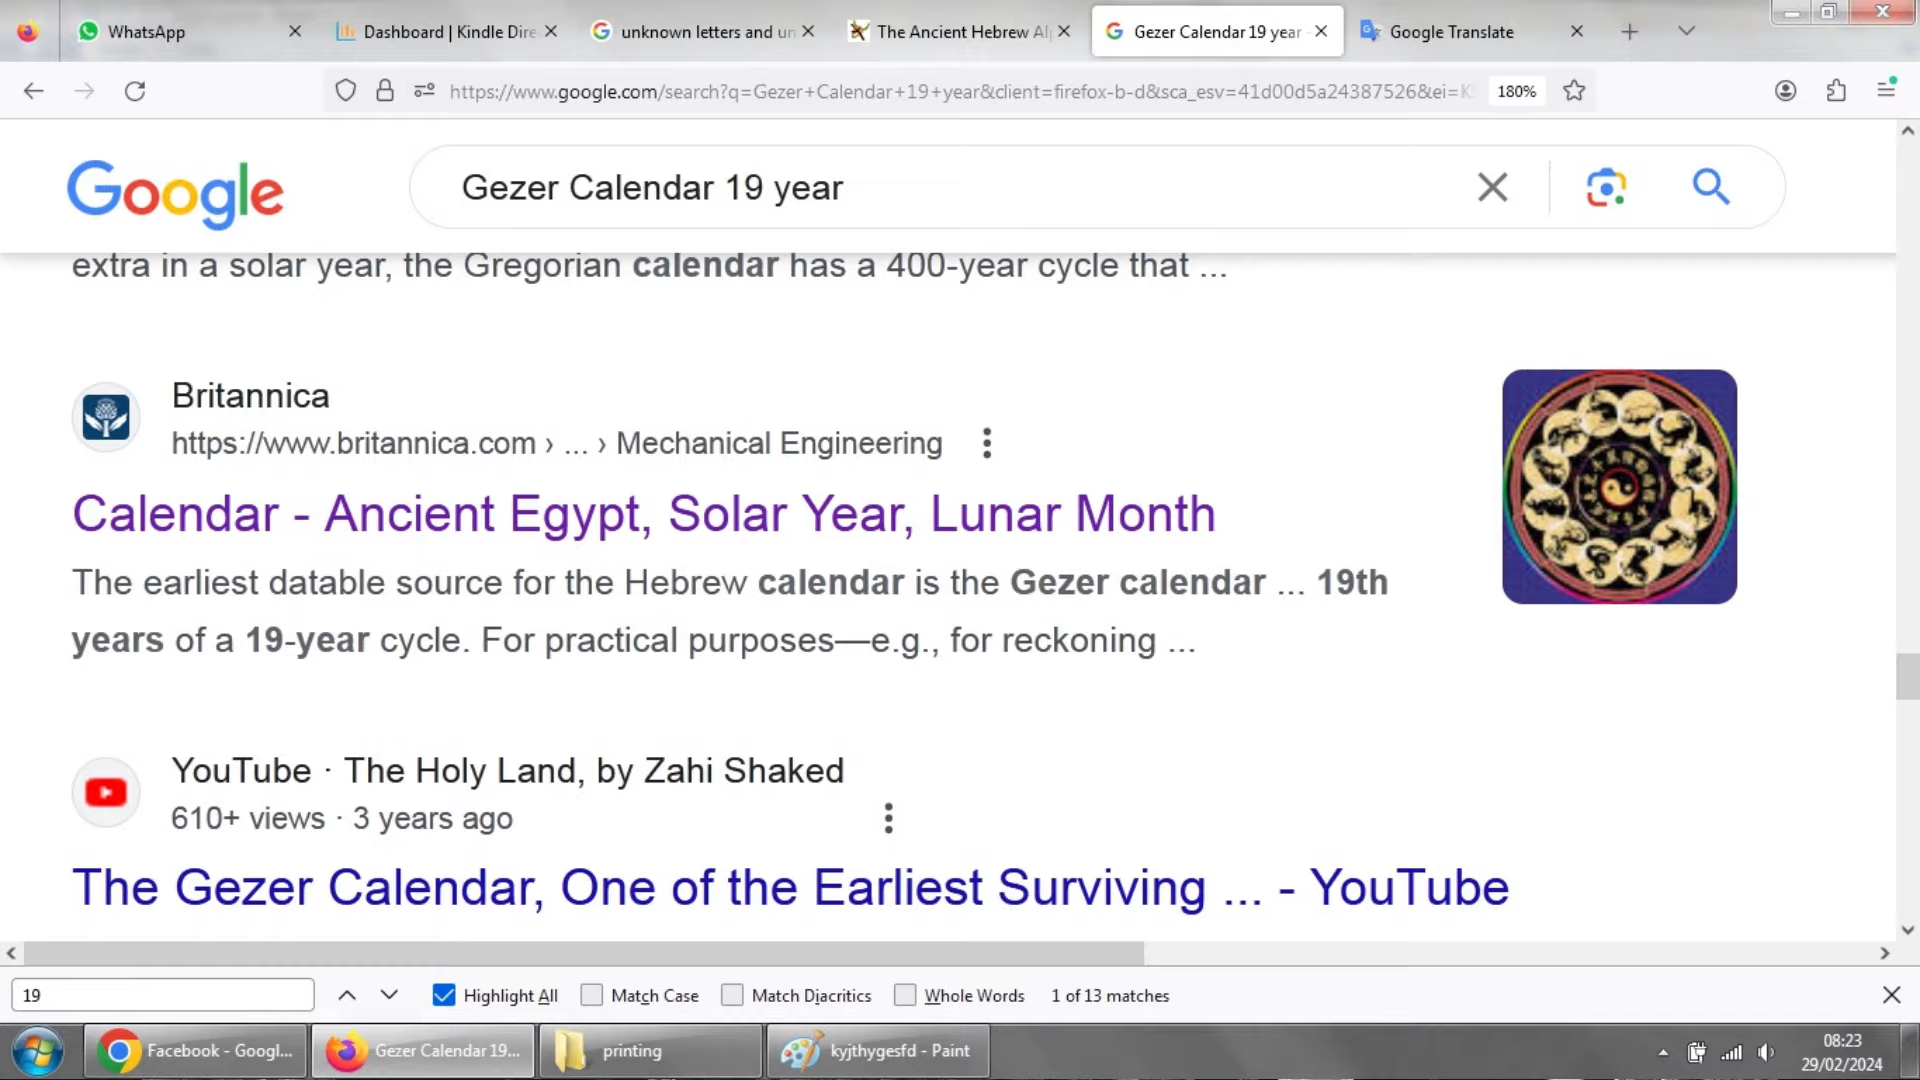 WhatsApp
Dashboard | Kindle Dire
unknown letters and un
The Ancient Hebrew Al
Gezer Calendar 19 year
Google Translate
https://www.google.com/search?q=Gezer+Calendar+19+year&client=firefox-b-d&sca_esv=41d00d5a24387526&ei=K
180%
Google
Gezer Calendar 19 year
extra in a solar year, the Gregorian calendar has a 400-year cycle that ...
Britannica
https://www.britannica.com › ... › Mechanical Engineering
Calendar - Ancient Egypt, Solar Year, Lunar Month
The earliest datable source for the Hebrew calendar is the Gezer calendar ... 19th
years of a 19-year cycle. For practical purposes—e.g., for reckoning ...
YouTube · The Holy Land, by Zahi Shaked
610+ views · 3 years ago
The Gezer Calendar, One of the Earliest Surviving ... - YouTube
19
Highlight All
Match Case
Match Diacritics
Whole Words
1 of 13 matches
Facebook - Googl...
Gezer Calendar 19...
printing
kyjthygesfd - Paint
08:23
29/02/2024